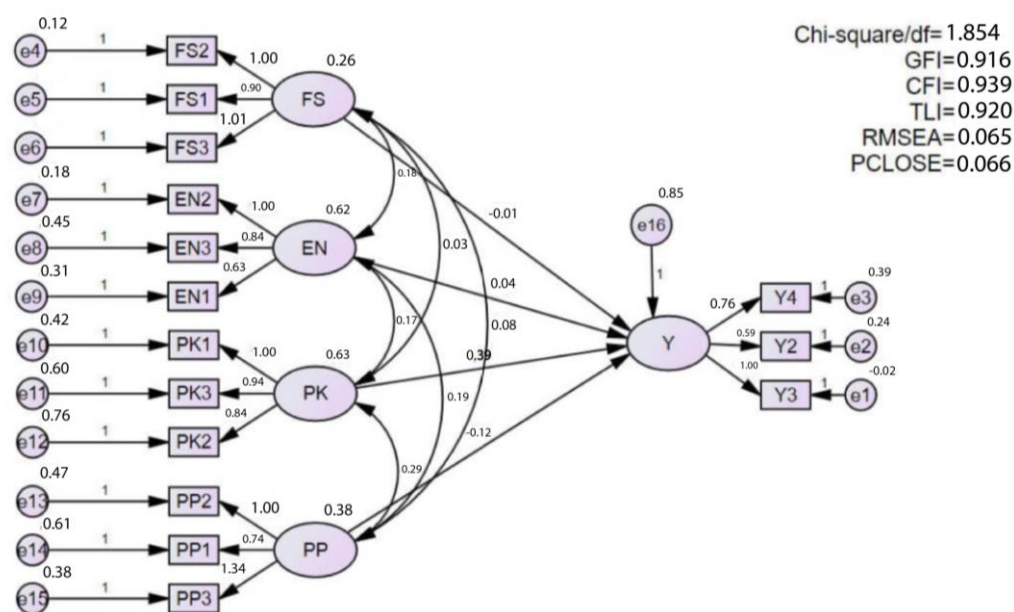 Chi-square/df= 1.854
GFI=0.916
CFI=0.939
TLI=0.920
RMSEA=0.065
PCLOSE=0.066
0.12
e4
1
FS2
1.00
0.26
e5
1
FS1
0.90
FS
e6
1
FS3
1.01
0.18
e7
1
EN2
1.00
0.62
0.45
e8
1
EN3
0.84
EN
0.31
e9
1
EN1
0.63
0.42
e10
1
PK1
1.00
0.63
0.60
e11
1
PK3
0.94
PK
0.76
e12
1
PK2
0.84
0.47
e13
1
PP2
1.00
0.38
0.61
e14
1
PP1
0.74
PP
0.38
e15
1
PP3
1.34
0.18
0.03
0.08
0.17
0.19
0.29
-0.01
0.04
0.39
-0.12
0.85
e16
1
Y
0.76
Y4
1
0.39
e3
0.59
Y2
1
0.24
e2
1.00
Y3
1
-0.02
e1